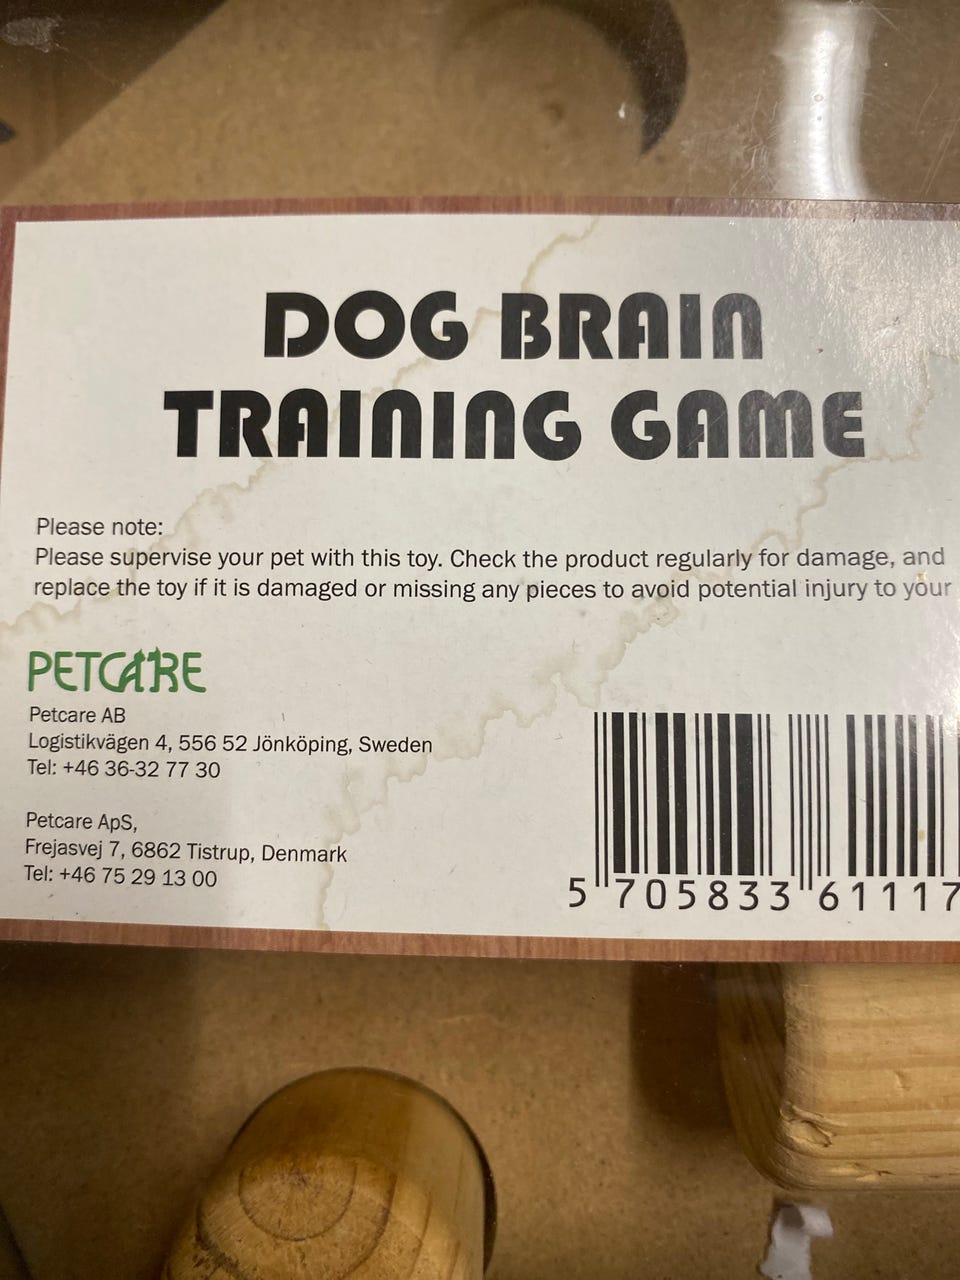 DOG BRAIN
TRAINING GAME
Please note:
Please supervise your pet with this toy. Check the product regularly for damage, and
replace the toy if it is damaged or missing any pieces to avoid potential injury to your
PETCARE
Petcare AB
Logistikvägen 4, 556 52 Jönköping, Sweden
Tel: +46 36-32 77 30
Petcare ApS,
Frejasvej 7, 6862 Tistrup, Denmark
Tel: +46 75 29 13 00
5 705833 61117